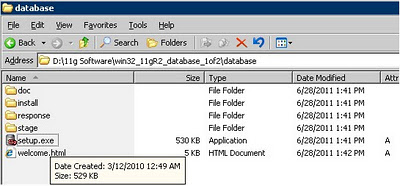 database
File Edit View Favorites Tools Help
Back Search Folders
Address D:\11g Software\win32_11gR2_database_1of2\database
Name Size Type Date Modified Attr
doc File Folder 6/28/2011 1:41 PM
install File Folder 6/28/2011 1:41 PM
response File Folder 6/28/2011 1:41 PM
stage File Folder 6/28/2011 1:41 PM
setup.exe 530 KB Application 6/28/2011 1:41 PM A
welcome.html 5 KB HTML Document 6/28/2011 1:42 PM A
Date Created: 3/12/2010 12:49 AM
Size: 529 KB